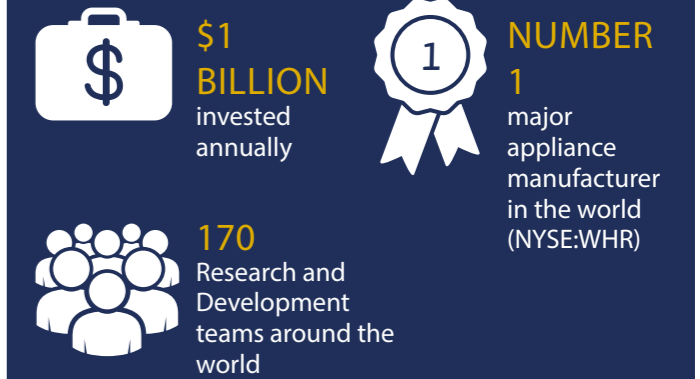 $
$1
BILLION
invested
annually
1
NUMBER
1
major
appliance
manufacturer
in the world
(NYSE:WHR)
170
Research and
Development
teams around the
world